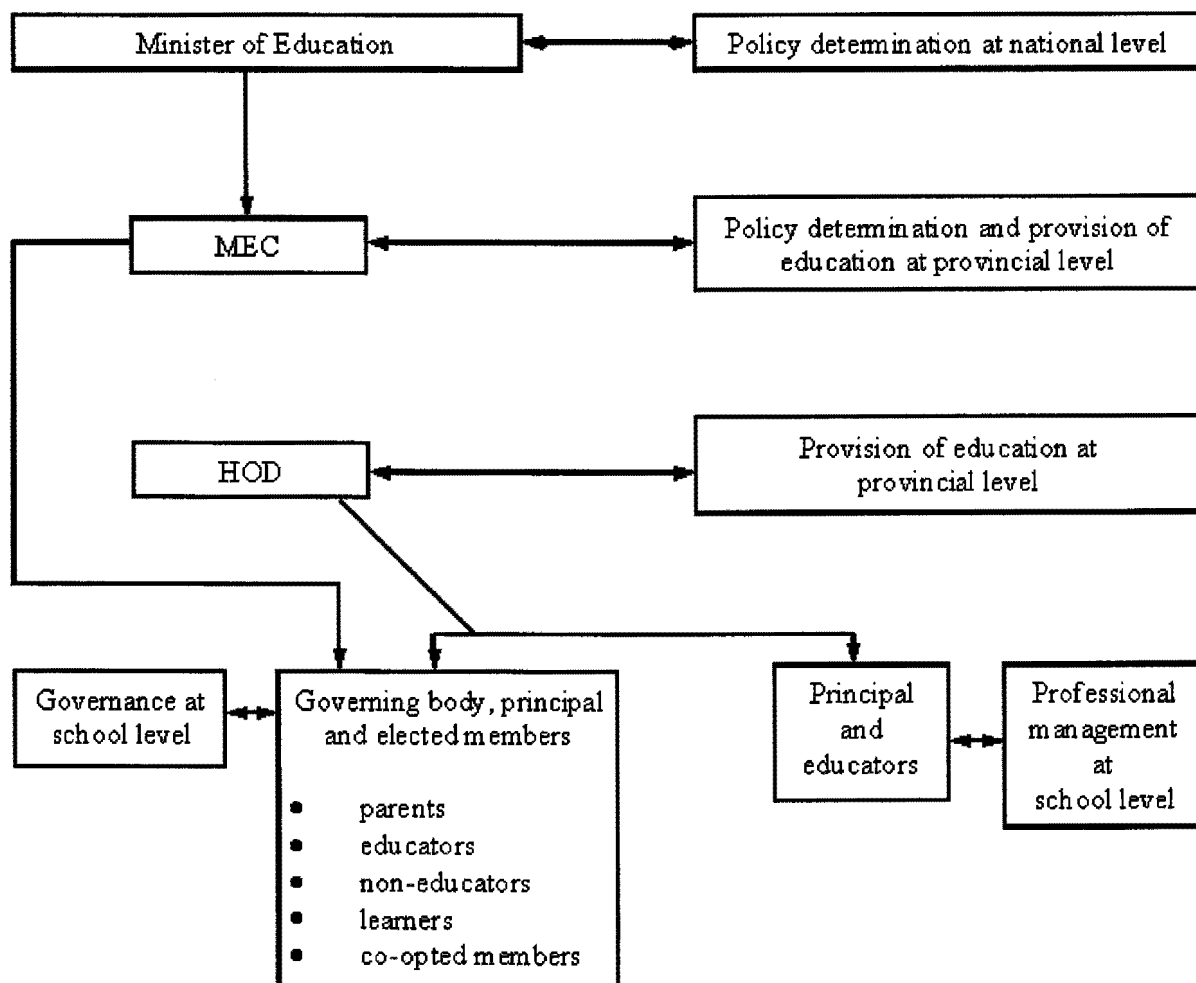 Minister of Education
Policy determination at national level
MEC
Policy determination and provision of
education at provincial level
HOD
Provision of education at
provincial level
Governance at
school level
Governing body, principal
and elected members
• parents
• educators
• non-educators
• learners
• co-opted members
Principal
and
educators
Professional
management
at
school level